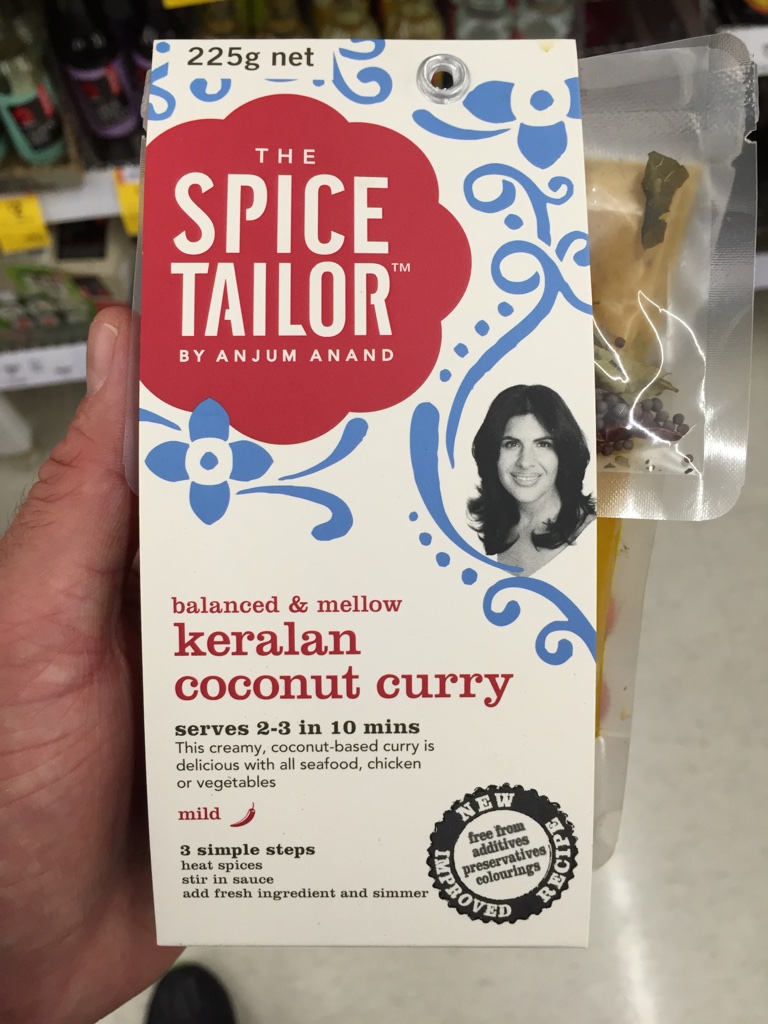 225g net
THE
SPICE
TAILOR™
BY ANJUM ANAND
balanced & mellow
keralan
coconut curry
serves 2-3 in 10 mins
This creamy, coconut-based curry is
delicious with all seafood, chicken
or vegetables
mild
3 simple steps
heat spices
stir in sauce
add fresh ingredient and simmer
NEW
IMPROVED
RECIPE
free from
additives
preservatives
colourings